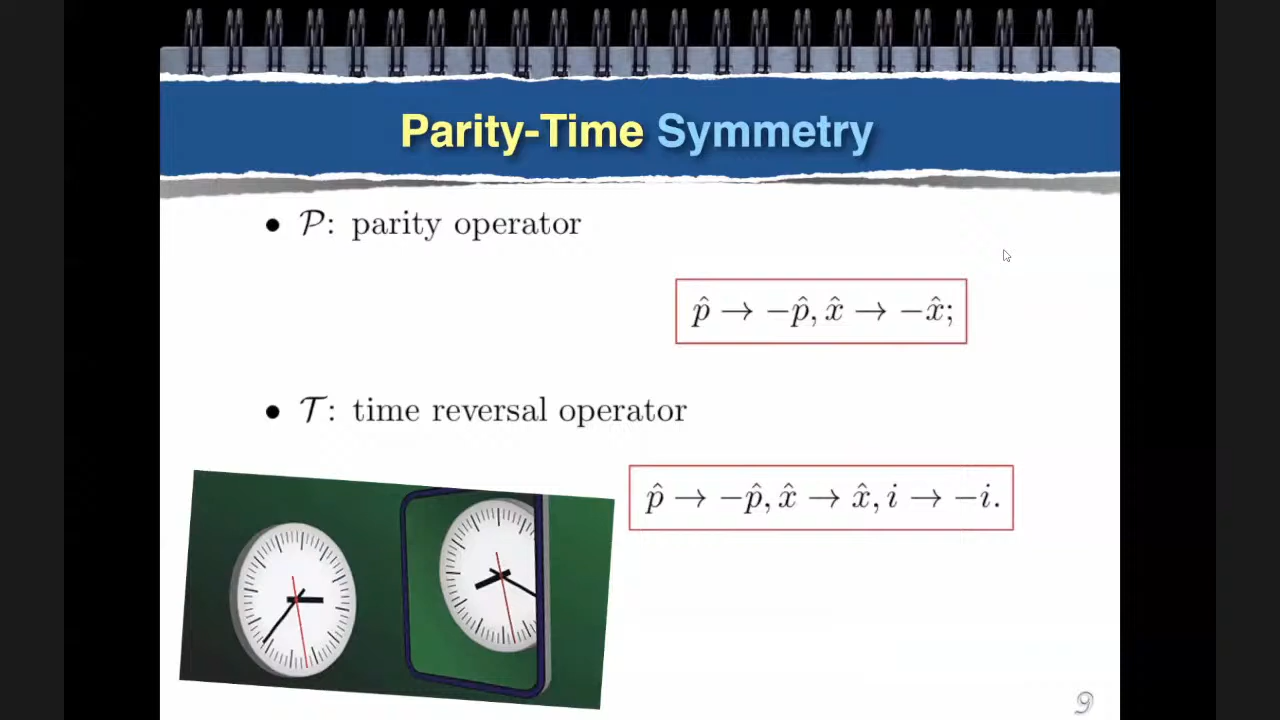 Parity-Time Symmetry
• 𝒫: parity operator
p̂ → −p̂, x̂ → −x̂;
• 𝒯: time reversal operator
p̂ → −p̂, x̂ → x̂, i → −i.
9